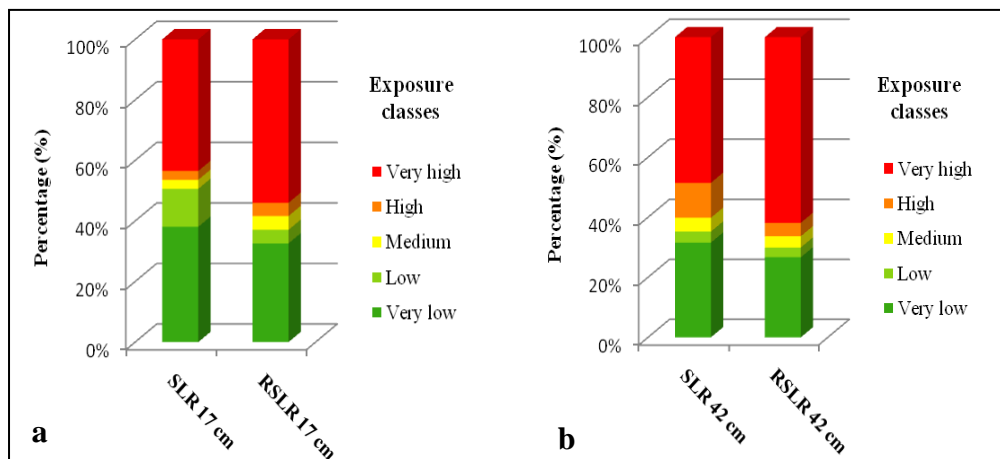 100%
80%
60%
40%
20%
0%
Percentage (%)
SLR 17 cm
RSLR 17 cm
Exposure
classes
Very high
High
Medium
Low
Very low
a
100%
80%
60%
40%
20%
0%
Percentage (%)
SLR 42 cm
RSLR 42 cm
Exposure
classes
Very high
High
Medium
Low
Very low
b